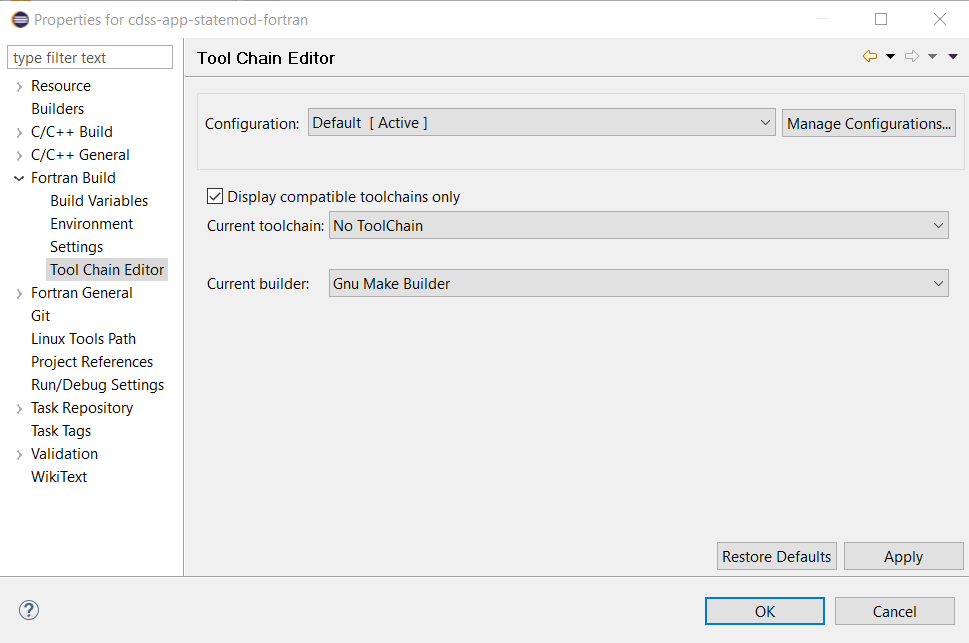 Properties for cdss-app-statemod-fortran
type filter text
Resource
Builders
C/C++ Build
C/C++ General
Fortran Build
Build Variables
Environment
Settings
Tool Chain Editor
Fortran General
Git
Linux Tools Path
Project References
Run/Debug Settings
Task Repository
Task Tags
Validation
WikiText
Tool Chain Editor
Configuration: Default [ Active ] Manage Configurations...
Display compatible toolchains only
Current toolchain: No ToolChain
Current builder: Gnu Make Builder
Restore Defaults Apply
? OK Cancel